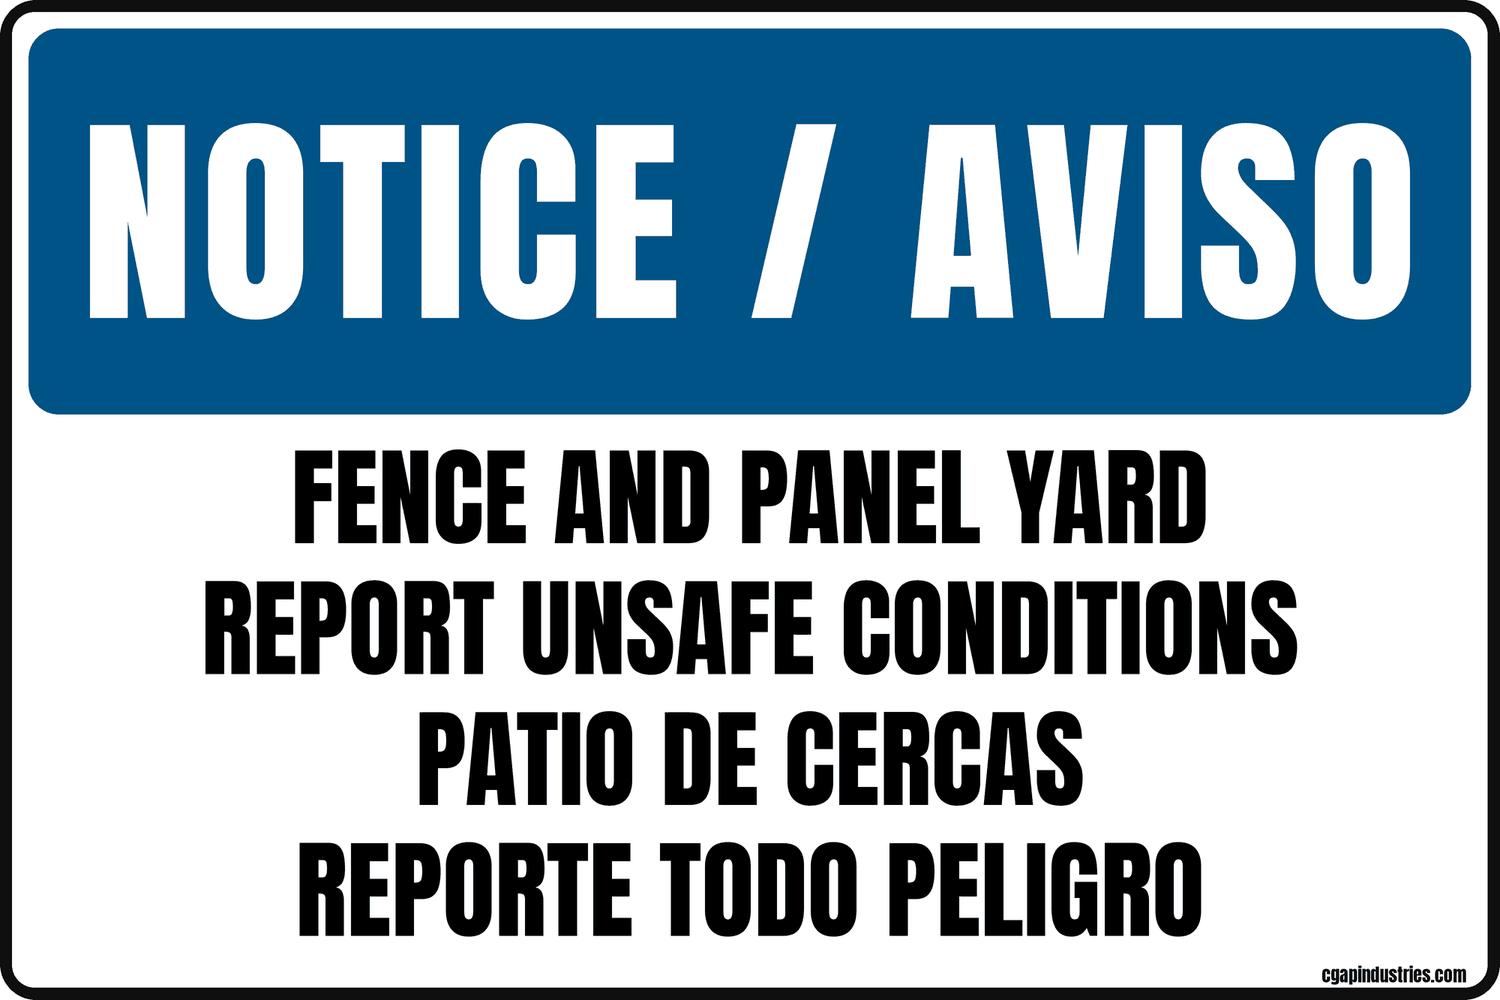 NOTICE / AVISO
FENCE AND PANEL YARD
REPORT UNSAFE CONDITIONS
PATIO DE CERCAS
REPORTE TODO PELIGRO
cgapindustries.com